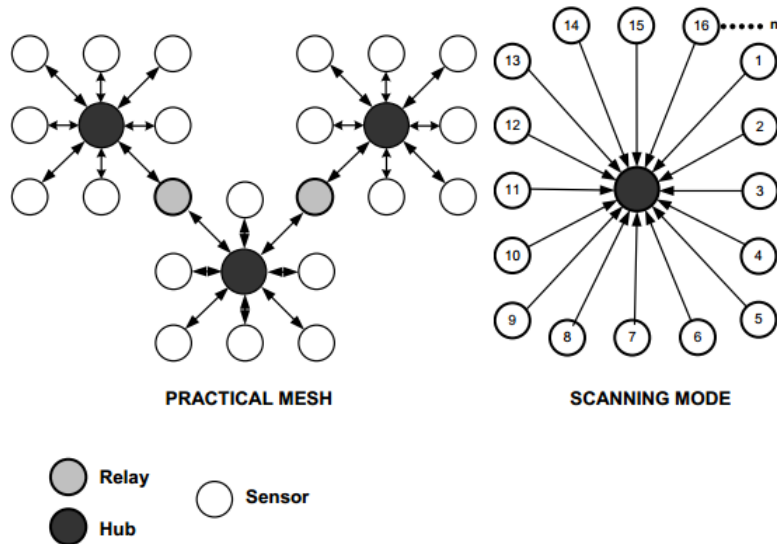 14
15
16
n
13
1
12
2
11
3
10
4
9
5
8
7
6
PRACTICAL MESH
SCANNING MODE
Relay
Sensor
Hub